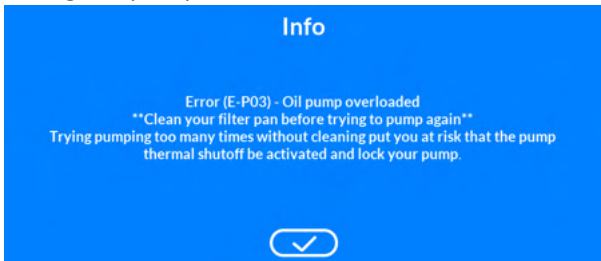 Info
Error (E-P03) - Oil pump overloaded
**Clean your filter pan before trying to pump again**
Trying pumping too many times without cleaning put you at risk that the pump
thermal shutoff be activated and lock your pump.